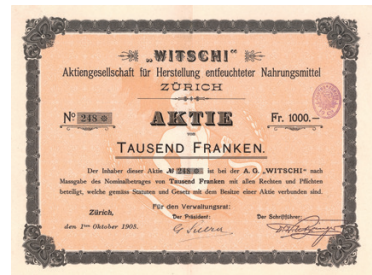 „WITSCHI“
Aktiengesellschaft für Herstellung entfeuchteter Nahrungsmittel
ZÜRICH
No 248 Fr. 1000.—
AKTIE
VON
TAUSEND FRANKEN.
Der Inhaber dieser Aktie No 248 ist bei der A. G. „WITSCHI“ nach
Massgabe des Nominalbetrages von Tausend Franken mit allen Rechten und Pflichten
beteiligt, welche gemäss Statuten und Gesetz mit dem Besitze einer Aktie verbunden sind.
Für den Verwaltungsrat:
Zürich, Der Präsident: Der Schriftführer:
den 1ten Oktober 1905.